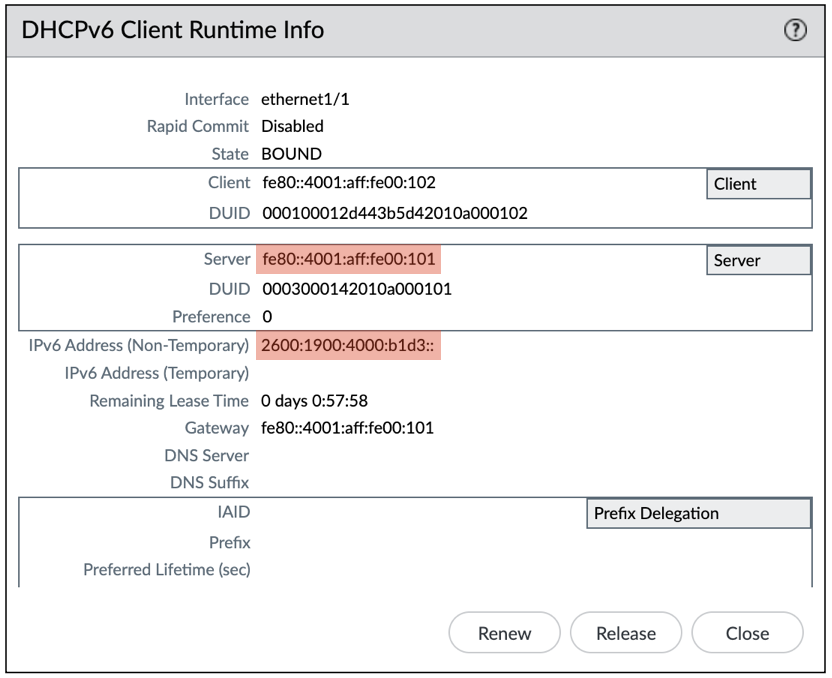 DHCPv6 Client Runtime Info ?
Interface ethernet1/1
Rapid Commit Disabled
State BOUND
Client fe80::4001:aff:fe00:102 Client
DUID 000100012d443b5d42010a000102
Server fe80::4001:aff:fe00:101 Server
DUID 0003000142010a000101
Preference 0
IPv6 Address (Non-Temporary) 2600:1900:4000:b1d3::
IPv6 Address (Temporary)
Remaining Lease Time 0 days 0:57:58
Gateway fe80::4001:aff:fe00:101
DNS Server
DNS Suffix
IAID Prefix Delegation
Prefix
Preferred Lifetime (sec)
Renew Release Close